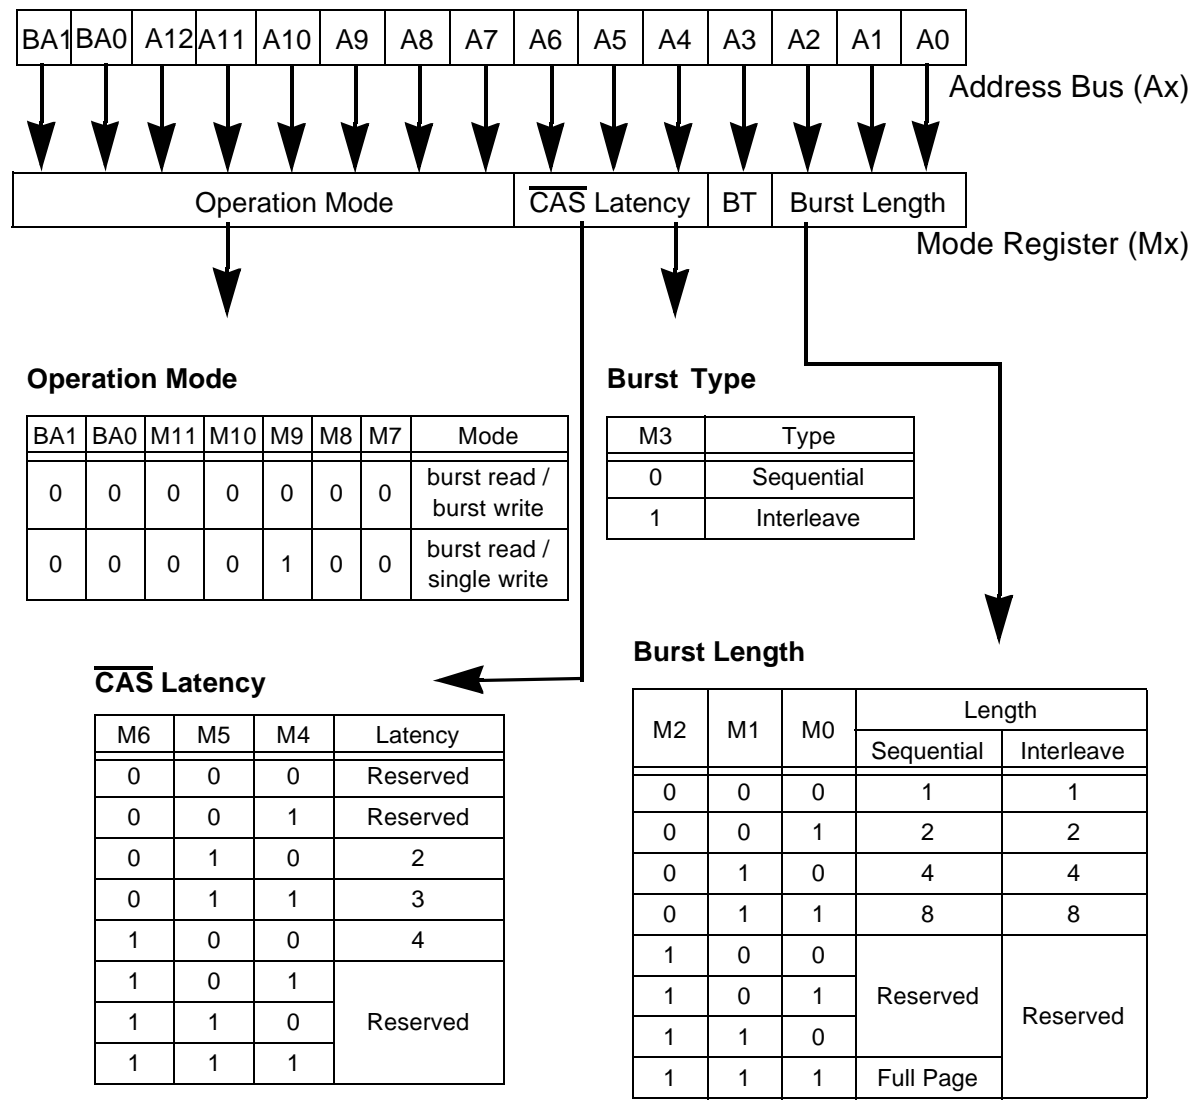 BA1 BA0 A12 A11 A10 A9 A8 A7 A6 A5 A4 A3 A2 A1 A0
Address Bus (Ax)
Operation Mode CAS Latency BT Burst Length
Mode Register (Mx)
Operation Mode
BA1 BA0 M11 M10 M9 M8 M7 Mode
0 0 0 0 0 0 0 burst read /
burst write
0 0 0 0 1 0 0 burst read /
single write
Burst Type
M3 Type
0 Sequential
1 Interleave
CAS Latency
M6 M5 M4 Latency
0 0 0 Reserved
0 0 1 Reserved
0 1 0 2
0 1 1 3
1 0 0 4
1 0 1
1 1 0 Reserved
1 1 1
Burst Length
M2 M1 M0 Length
Sequential Interleave
0 0 0 1 1
0 0 1 2 2
0 1 0 4 4
0 1 1 8 8
1 0 0
1 0 1 Reserved Reserved
1 1 0
1 1 1 Full Page